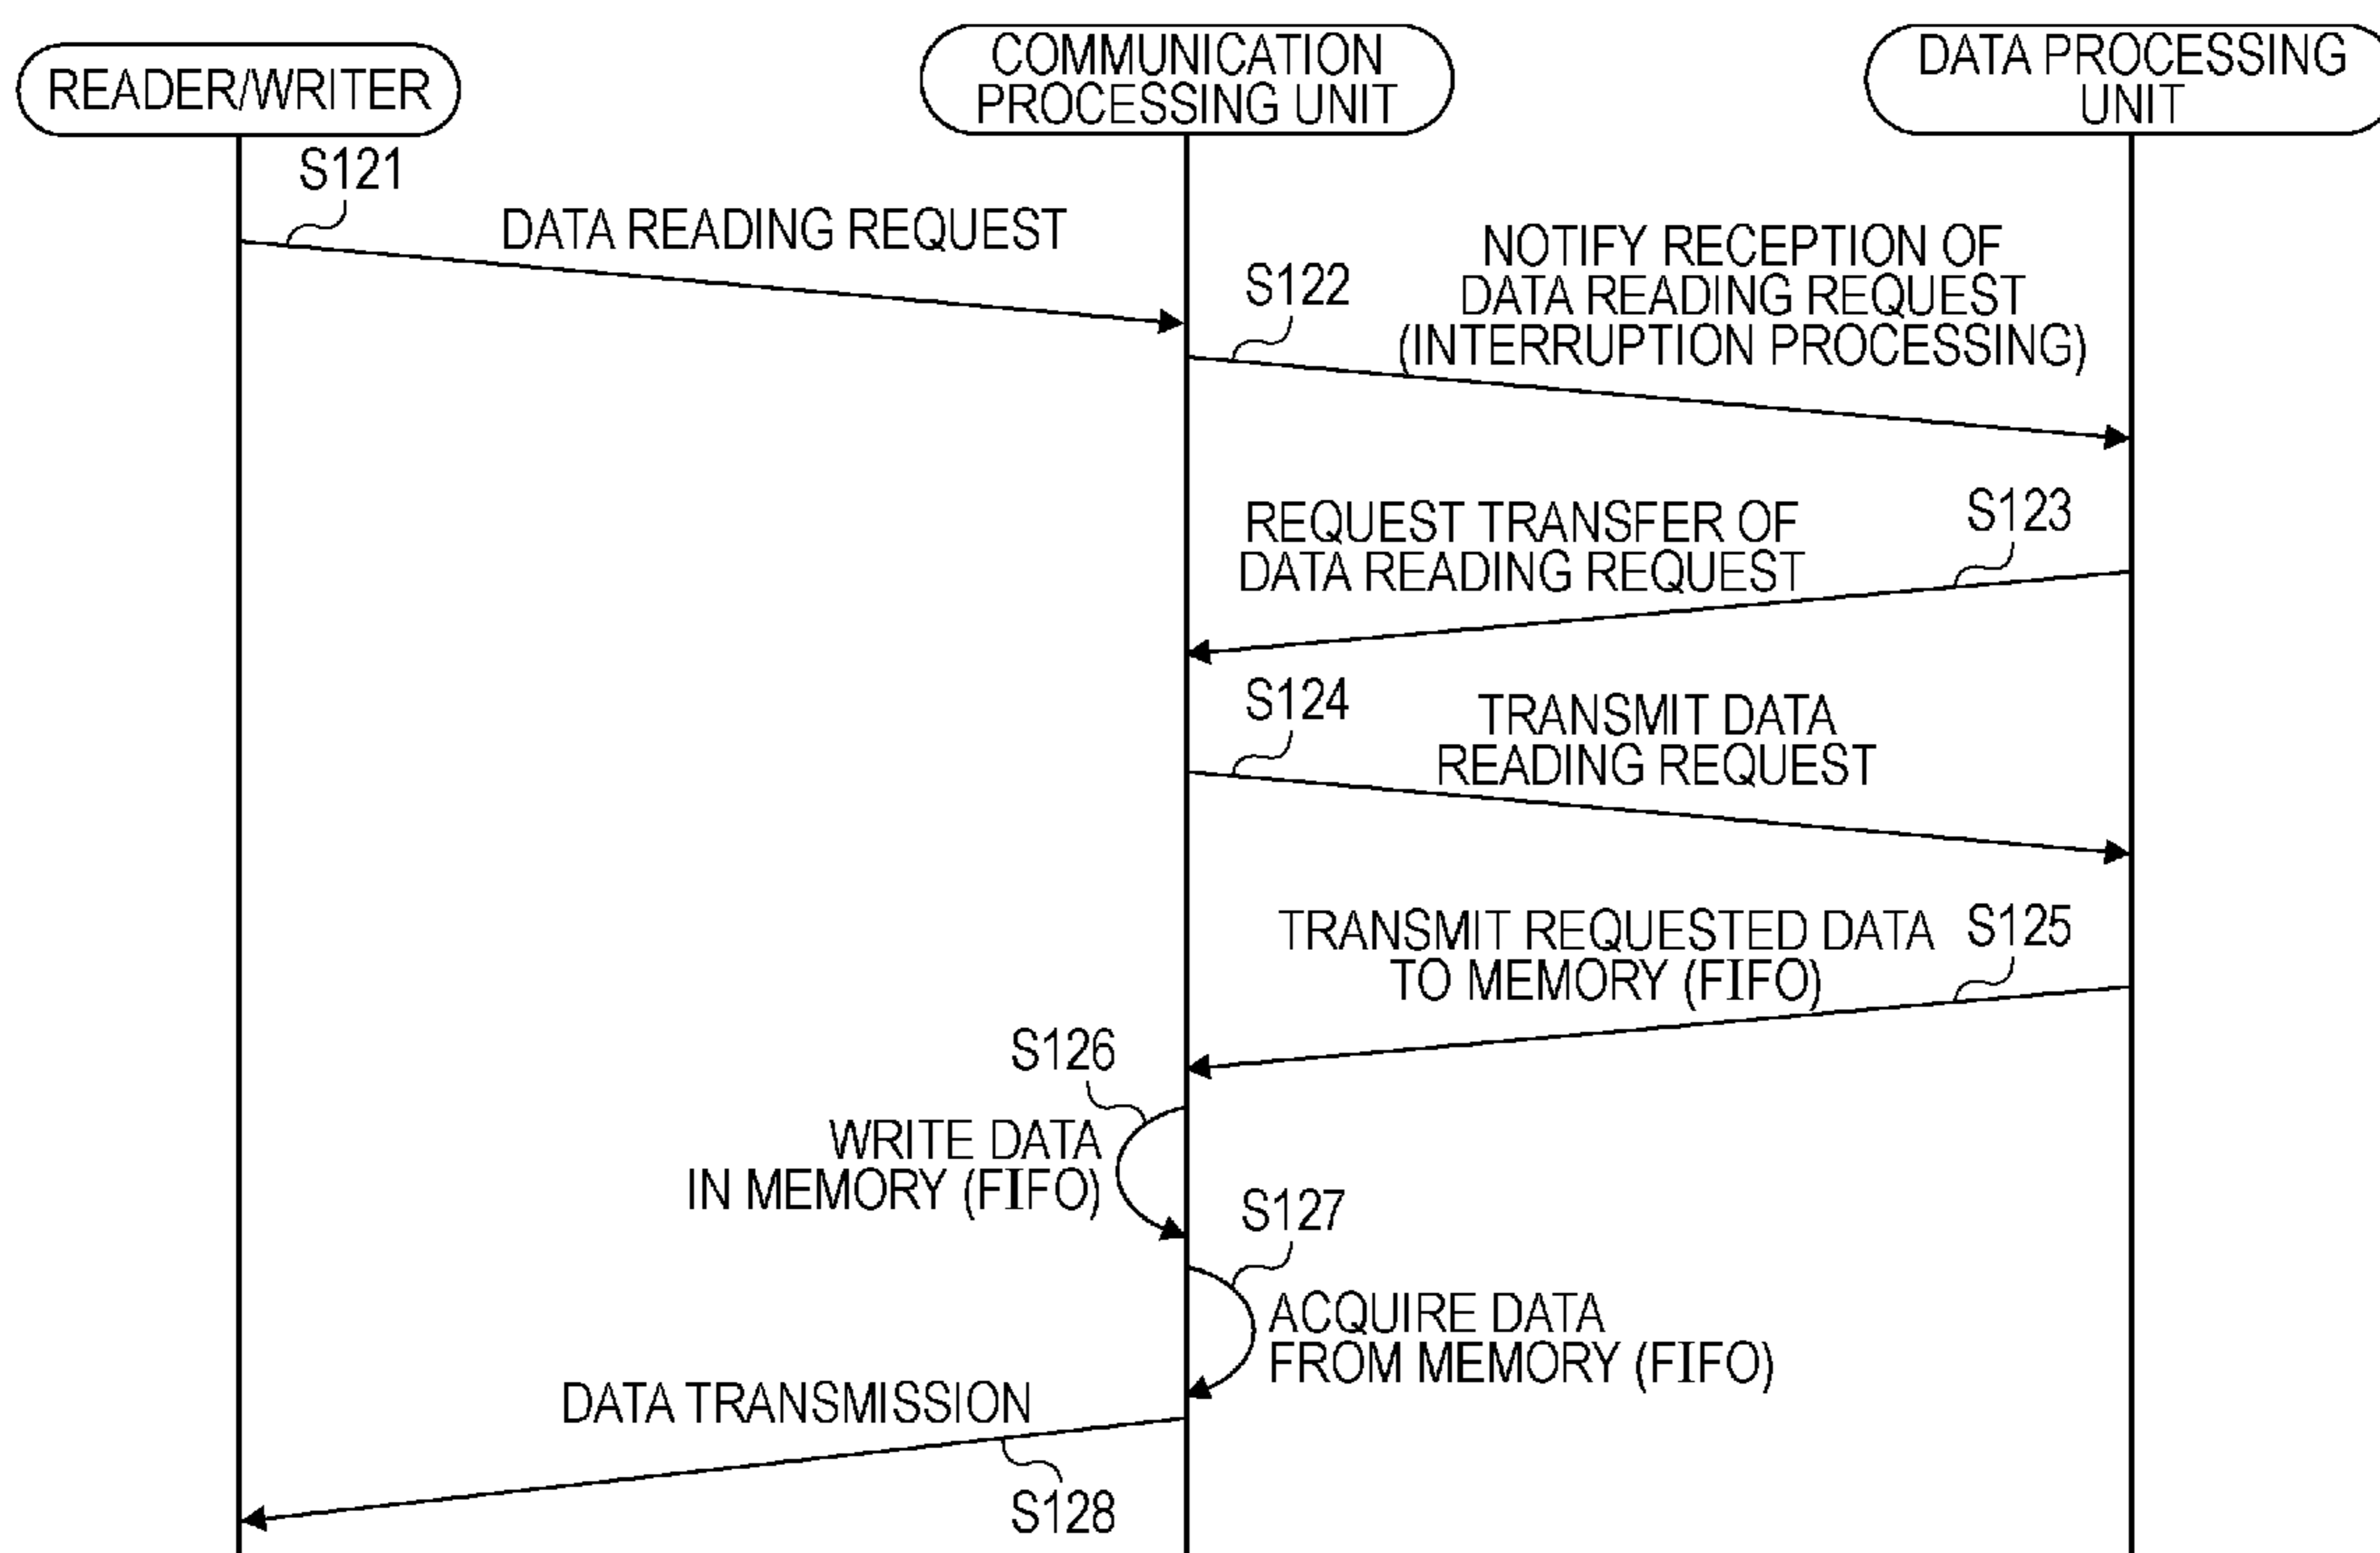 READER/WRITER
COMMUNICATION
PROCESSING UNIT
DATA PROCESSING
UNIT
S121
DATA READING REQUEST
S122
NOTIFY RECEPTION OF
DATA READING REQUEST
(INTERRUPTION PROCESSING)
S123
REQUEST TRANSFER OF
DATA READING REQUEST
S124
TRANSMIT DATA
READING REQUEST
TRANSMIT REQUESTED DATA
TO MEMORY (FIFO)
S125
S126
WRITE DATA
IN MEMORY (FIFO)
S127
ACQUIRE DATA
FROM MEMORY (FIFO)
DATA TRANSMISSION
S128